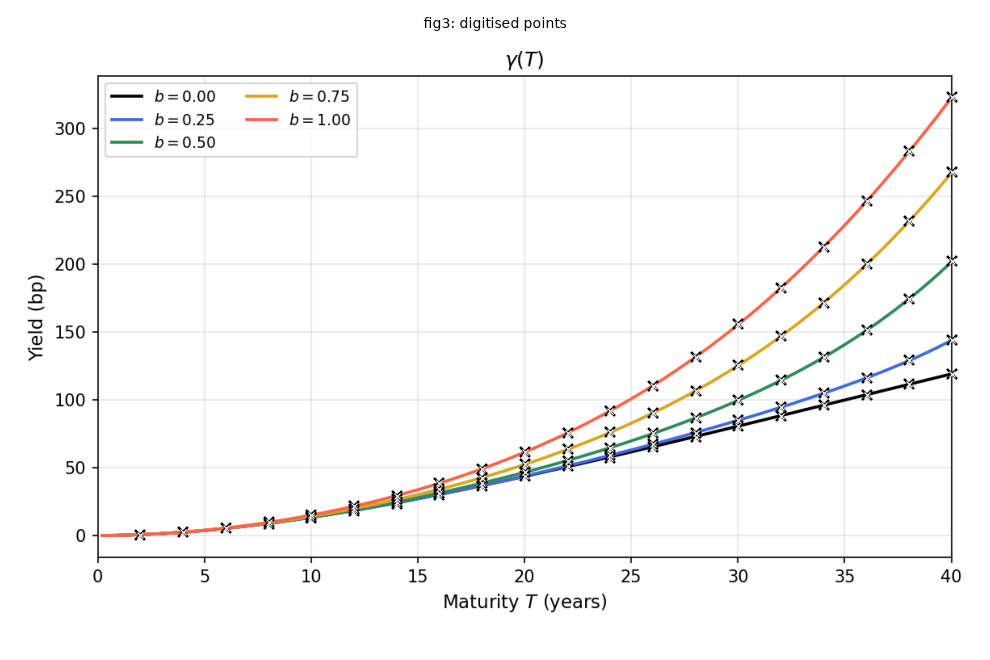 fig3: digitised points
γ(T)
b = 0.00
b = 0.25
b = 0.50
b = 0.75
b = 1.00
Yield (bp)
300
250
200
150
100
50
0
0 5 10 15 20 25 30 35 40
Maturity T (years)